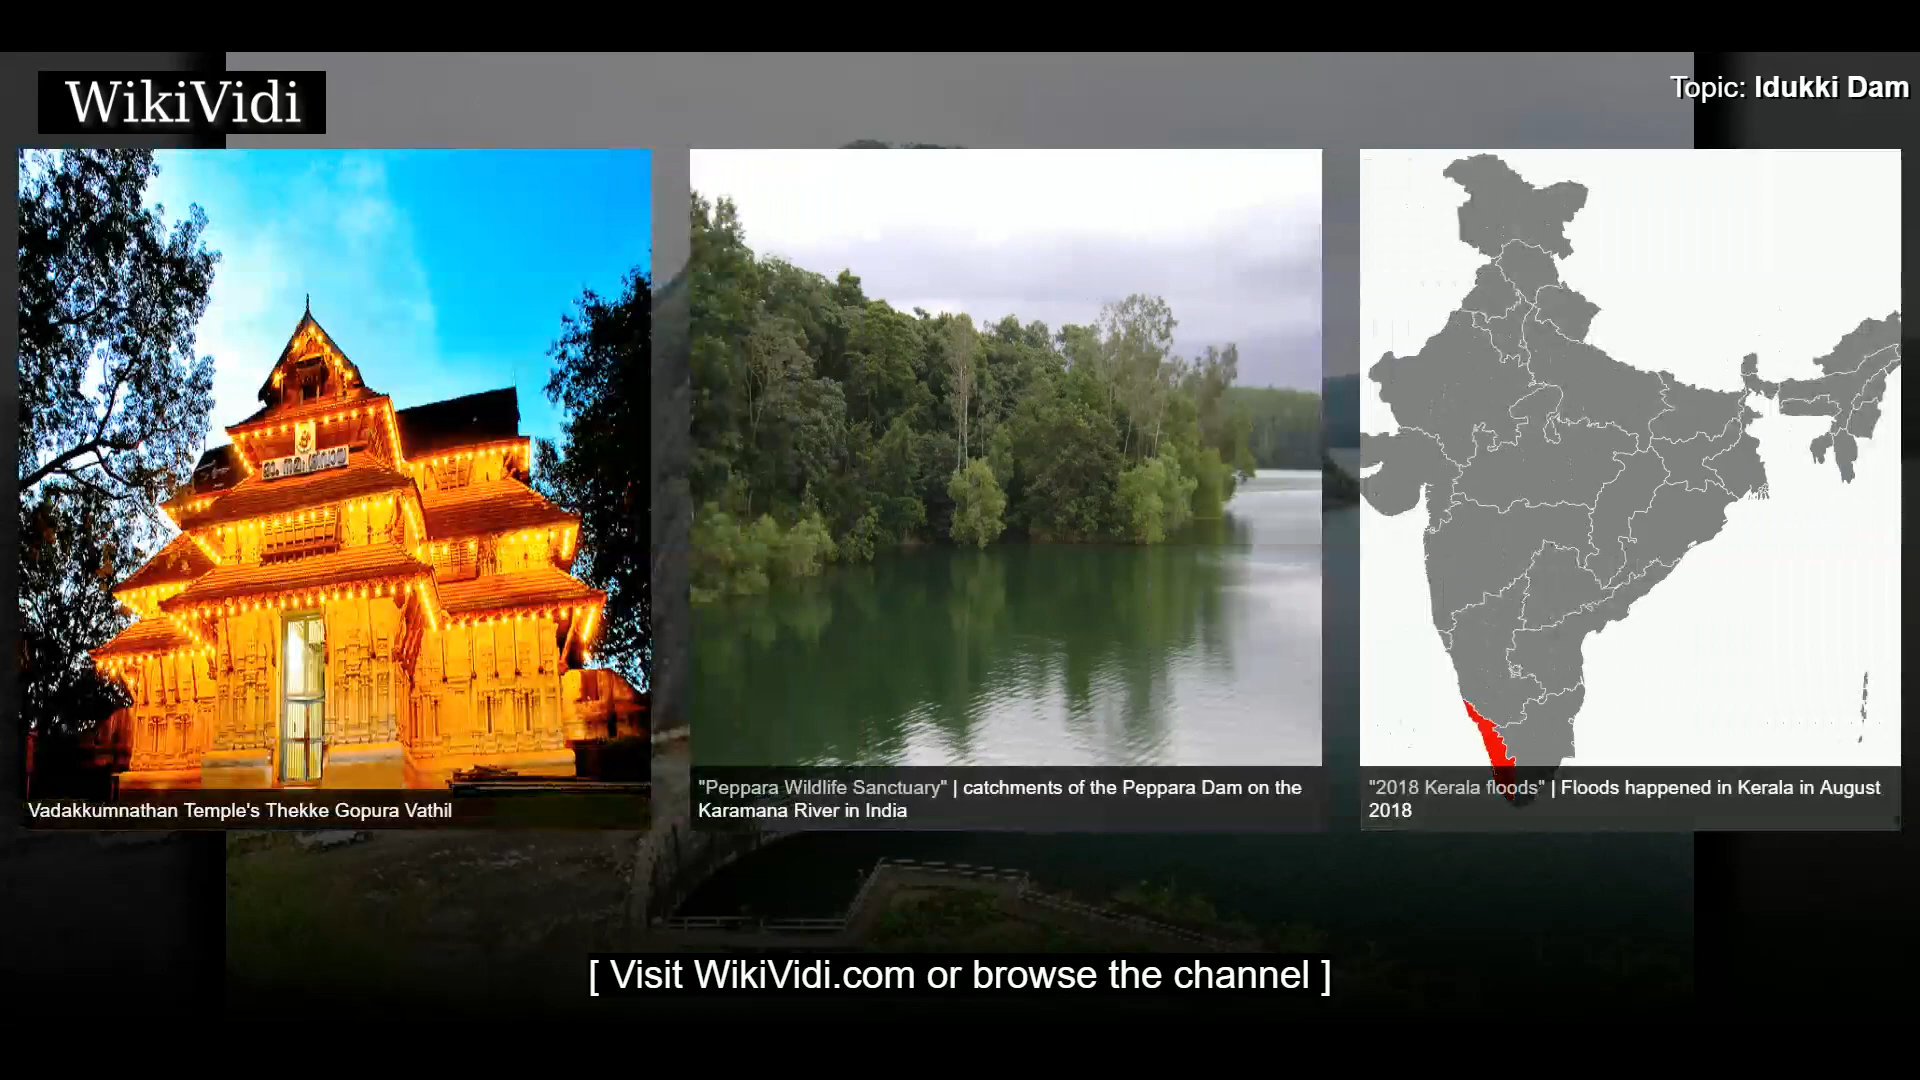 WikiVidi
Topic: Idukki Dam
Vadakkumnathan Temple's Thekke Gopura Vathil
"Peppara Wildlife Sanctuary" | catchments of the Peppara Dam on the
Karamana River in India
"2018 Kerala floods" | Floods happened in Kerala in August
2018
[ Visit WikiVidi.com or browse the channel ]